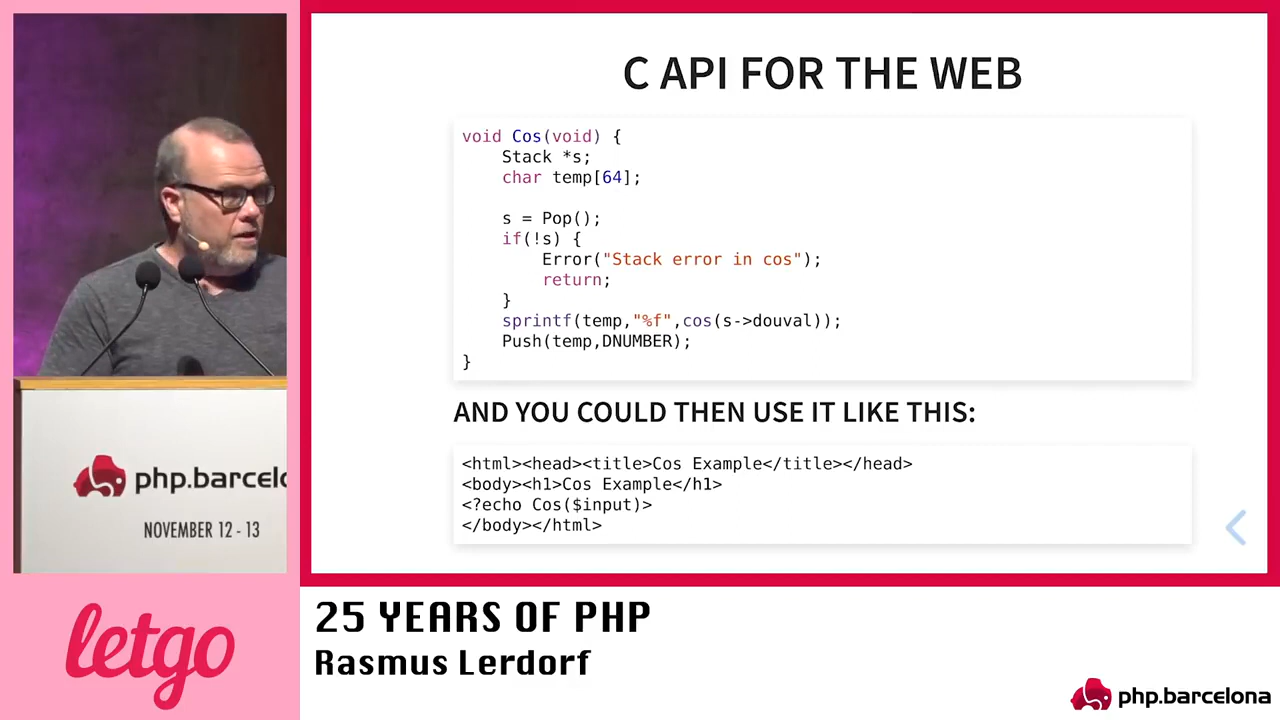 C API FOR THE WEB
void Cos(void) {
    Stack *s;
    char temp[64];

    s = Pop();
    if(!s) {
        Error("Stack error in cos");
        return;
    }
    sprintf(temp,"%f",cos(s->douval));
    Push(temp,DNUMBER);
}
AND YOU COULD THEN USE IT LIKE THIS:
<html><head><title>Cos Example</title></head>
<body><h1>Cos Example</h1>
<?echo Cos($input)>
</body></html>
php.barcelo
NOVEMBER 12 - 13
letgo
25 YEARS OF PHP
Rasmus Lerdorf
php.barcelona